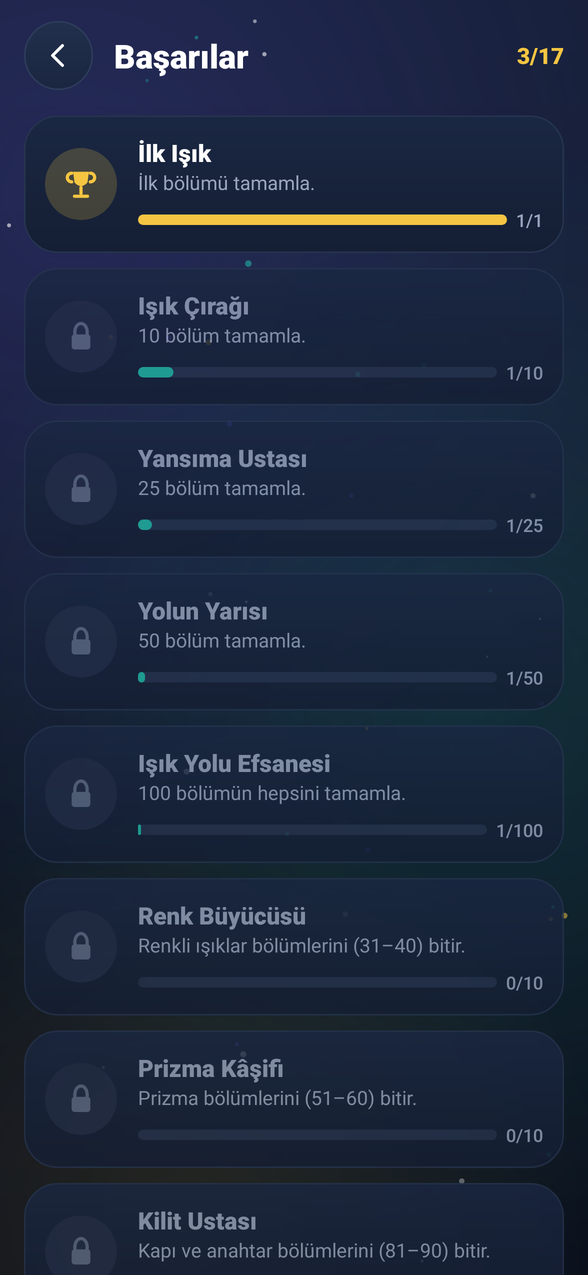 Başarılar
3/17
İlk Işık
İlk bölümü tamamla.
1/1
Işık Çırağı
10 bölüm tamamla.
1/10
Yansıma Ustası
25 bölüm tamamla.
1/25
Yolun Yarısı
50 bölüm tamamla.
1/50
Işık Yolu Efsanesi
100 bölümün hepsini tamamla.
1/100
Renk Büyücüsü
Renkli ışıklar bölümlerini (31–40) bitir.
0/10
Prizma Kâşifi
Prizma bölümlerini (51–60) bitir.
0/10
Kilit Ustası
Kapı ve anahtar bölümlerini (81–90) bitir.